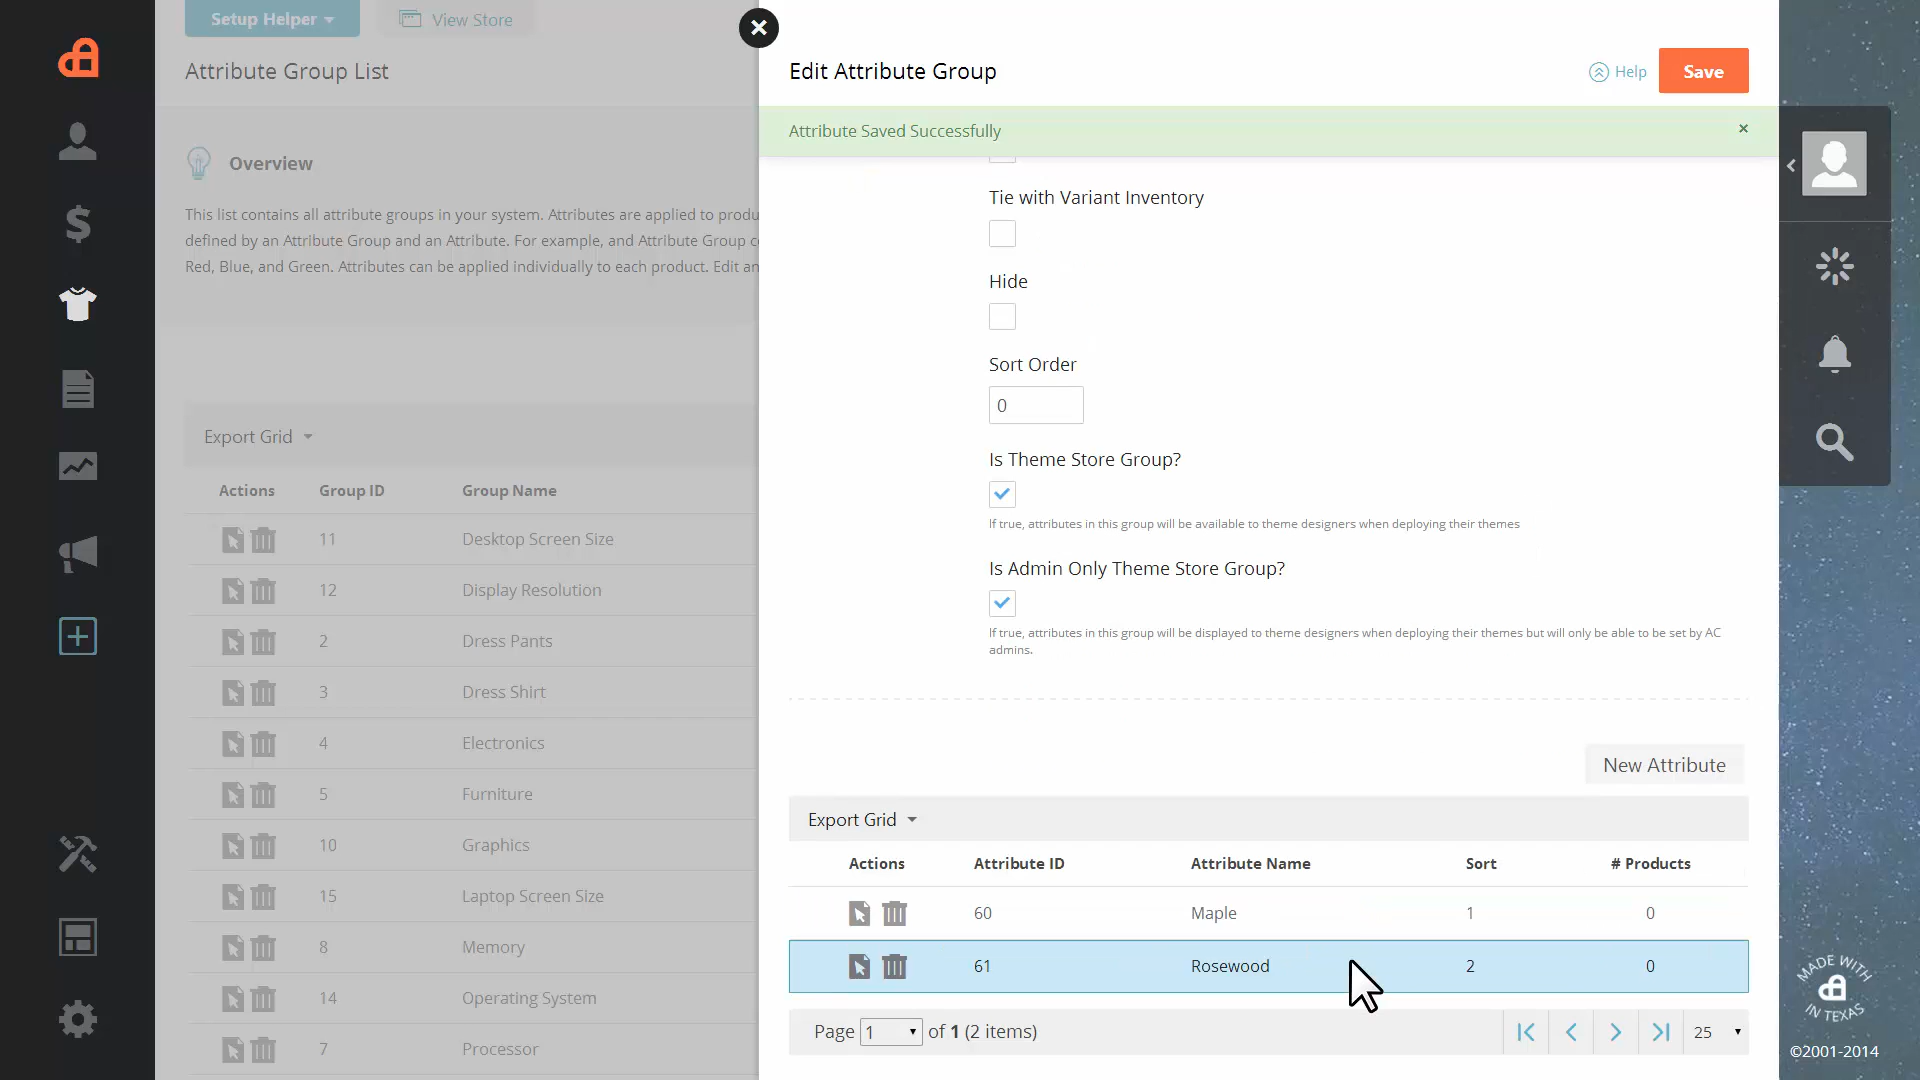 Setup Helper
View Store
Attribute Group List
Overview
This list contains all attribute groups in your system. Attributes are applied to produ
defined by an Attribute Group and an Attribute. For example, and Attribute Group c
Red, Blue, and Green. Attributes can be applied individually to each product. Edit an
Export Grid
Actions Group ID Group Name
11 Desktop Screen Size
12 Display Resolution
2 Dress Pants
3 Dress Shirt
4 Electronics
5 Furniture
10 Graphics
15 Laptop Screen Size
8 Memory
14 Operating System
7 Processor
Edit Attribute Group
Help
Save
Attribute Saved Successfully
Tie with Variant Inventory
Hide
Sort Order
0
Is Theme Store Group?
If true, attributes in this group will be available to theme designers when deploying their themes
Is Admin Only Theme Store Group?
If true, attributes in this group will be displayed to theme designers when deploying their themes but will only be able to be set by AC
admins.
New Attribute
Export Grid
Actions Attribute ID Attribute Name Sort # Products
60 Maple 1 0
61 Rosewood 2 0
Page 1 of 1 (2 items)
25
MADE WITH
IN TEXAS
©2001-2014